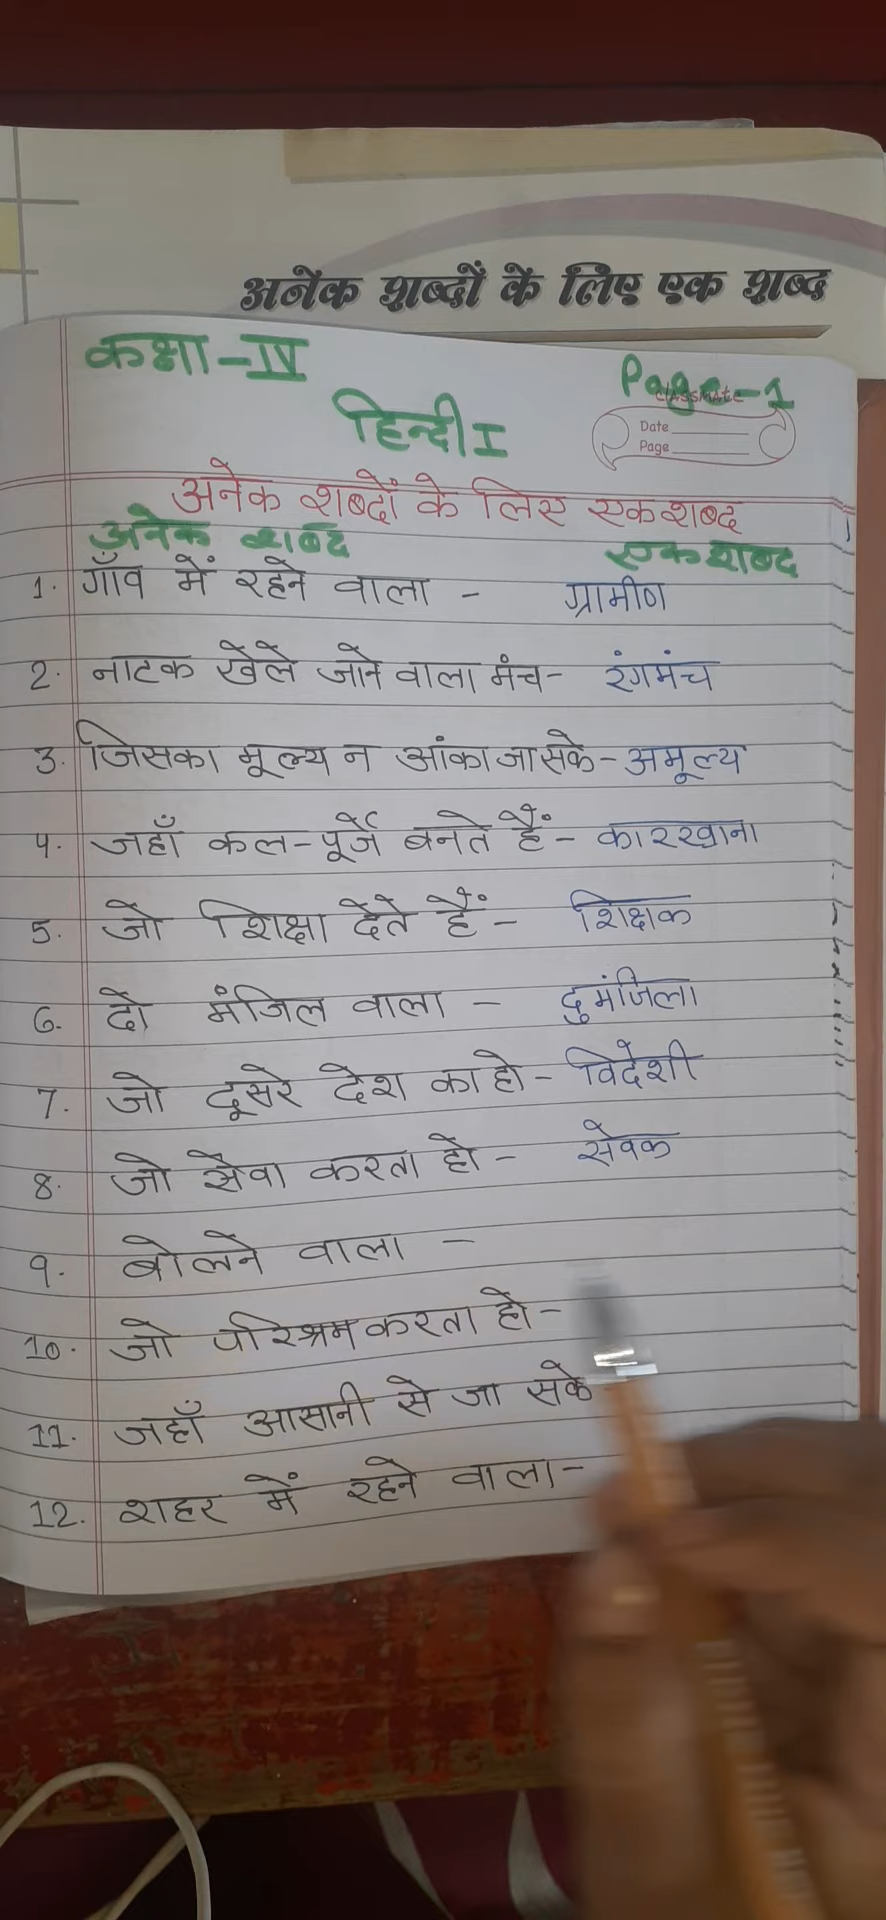 अनेक शब्दों के लिए एक शब्द
कक्षा-IV
Page-1
classmate
हिन्दी I
Date
Page
अनेक शब्दों के लिए एक शब्द
अनेक शब्द एक शब्द
1. गाँव में रहने वाला - ग्रामीण
2. नाटक खेले जाने वाला मंच- रंगमंच
3. जिसका मूल्य न आंका जा सके- अमूल्य
4. जहाँ कल-पूर्जे बनते हैं- कारखाना
5. जो शिक्षा देते हैं- शिक्षक
6. दो मंजिल वाला - दुमंजिला
7. जो दूसरे देश का हो- विदेशी
8. जो सेवा करता हो- सेवक
9. बोलने वाला -
10. जो परिश्रम करता हो-
11. जहाँ आसानी से जा सके-
12. शहर में रहने वाला-